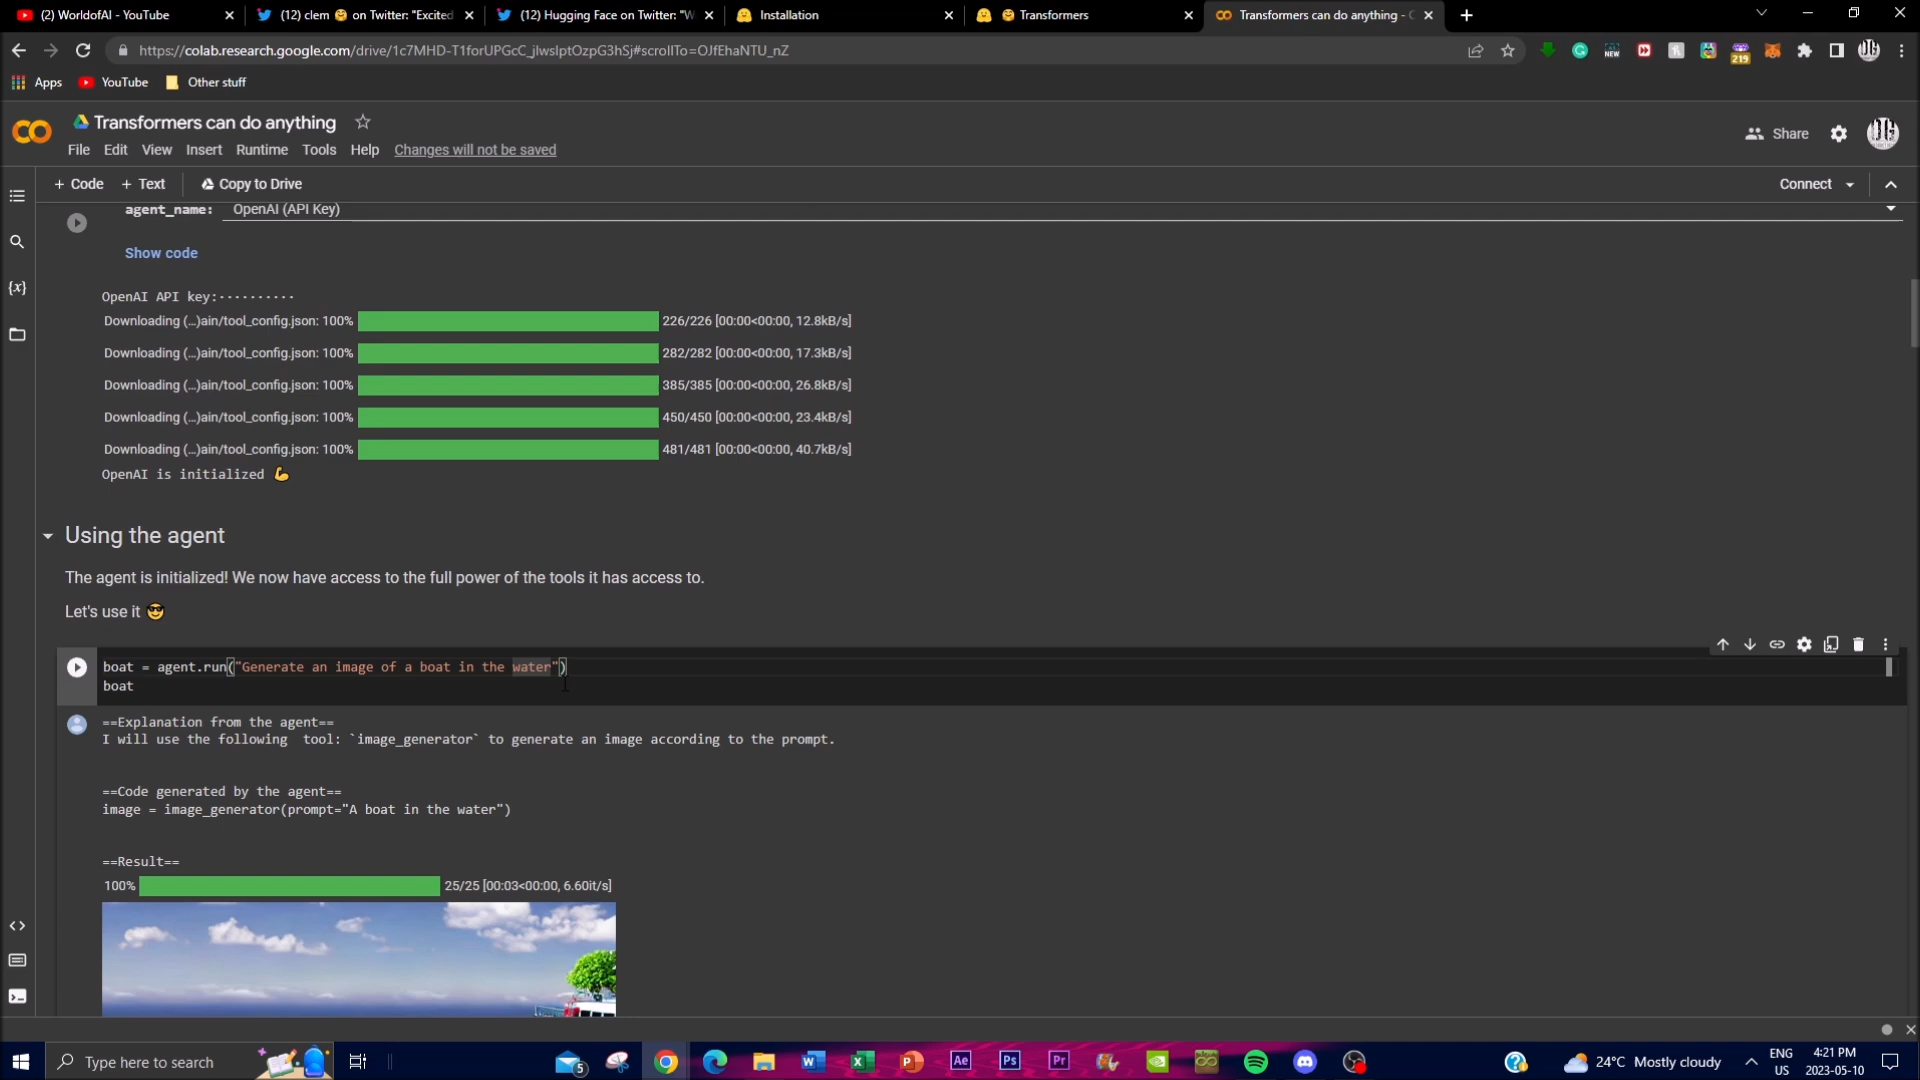 (2) WorldofAI - YouTube
(12) clem 🤗 on Twitter: "Excited
(12) Hugging Face on Twitter: "W
Installation
🤗 Transformers
Transformers can do anything - C
https://colab.research.google.com/drive/1c7MHD-T1forUPGcC_jlwslptOzpG3hSj#scrollTo=OJfEhaNTU_nZ
NEW
219
Apps
YouTube
Other stuff
Transformers can do anything
File Edit View Insert Runtime Tools Help Changes will not be saved
Share
+ Code + Text Copy to Drive
Connect
agent_name: OpenAI (API Key)
Show code
OpenAI API key:··········
Downloading (…)ain/tool_config.json: 100% 226/226 [00:00<00:00, 12.8kB/s]
Downloading (…)ain/tool_config.json: 100% 282/282 [00:00<00:00, 17.3kB/s]
Downloading (…)ain/tool_config.json: 100% 385/385 [00:00<00:00, 26.8kB/s]
Downloading (…)ain/tool_config.json: 100% 450/450 [00:00<00:00, 23.4kB/s]
Downloading (…)ain/tool_config.json: 100% 481/481 [00:00<00:00, 40.7kB/s]
OpenAI is initialized 💪
Using the agent
The agent is initialized! We now have access to the full power of the tools it has access to.
Let's use it 😎
boat = agent.run("Generate an image of a boat in the water")
boat
==Explanation from the agent==
I will use the following  tool: `image_generator` to generate an image according to the prompt.
==Code generated by the agent==
image = image_generator(prompt="A boat in the water")
==Result==
100% 25/25 [00:03<00:00, 6.60it/s]
Type here to search
5
W
X
P
Ae
Ps
Pr
24°C Mostly cloudy
ENG
US
4:21 PM
2023-05-10